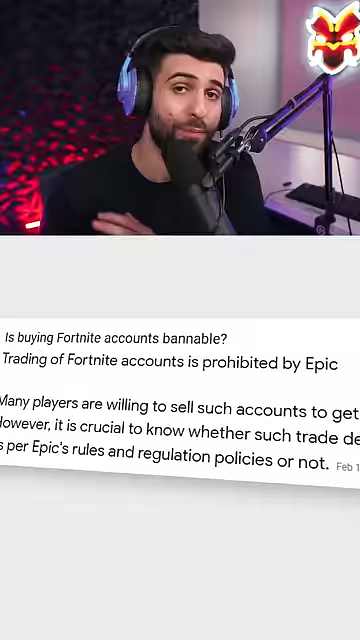 Is buying Fortnite accounts bannable?
Trading of Fortnite accounts is prohibited by Epic
Many players are willing to sell such accounts to get
However, it is crucial to know whether such trade
s per Epic's rules and regulation policies or not. Feb 1